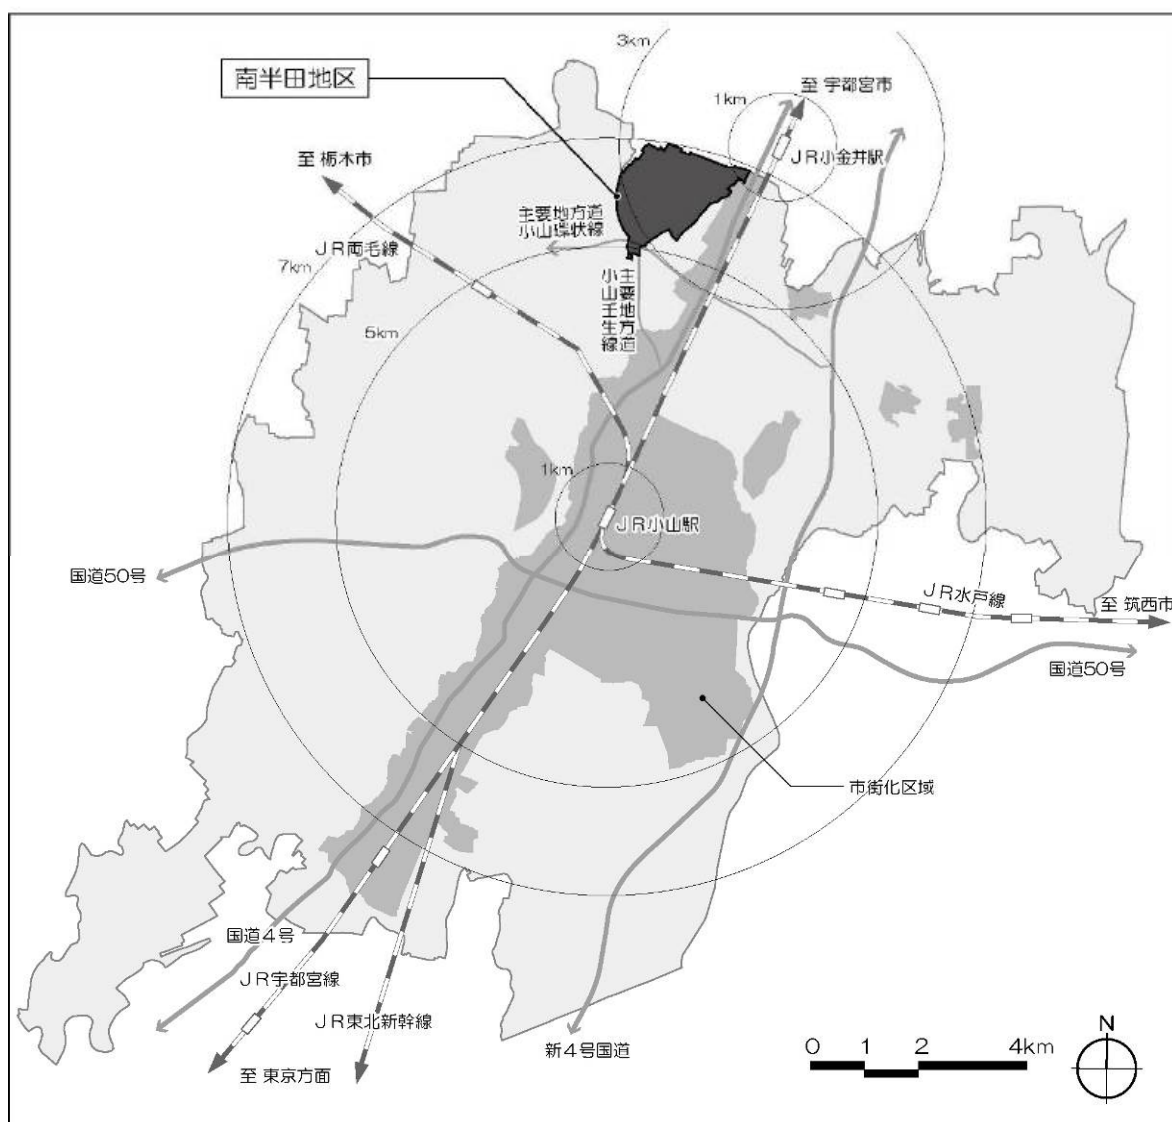 3km
南半田地区
至 宇都宮市
1km
JR小金井駅
至 栃木市
主要地方道
小山環状線
JR両毛線
7km
主要地方道
小山壬生線
5km
1km
JR小山駅
国道50号
JR水戸線
至 筑西市
国道50号
市街化区域
国道4号
JR宇都宮線
JR東北新幹線
新4号国道
至 東京方面
0 1 2 4km
N